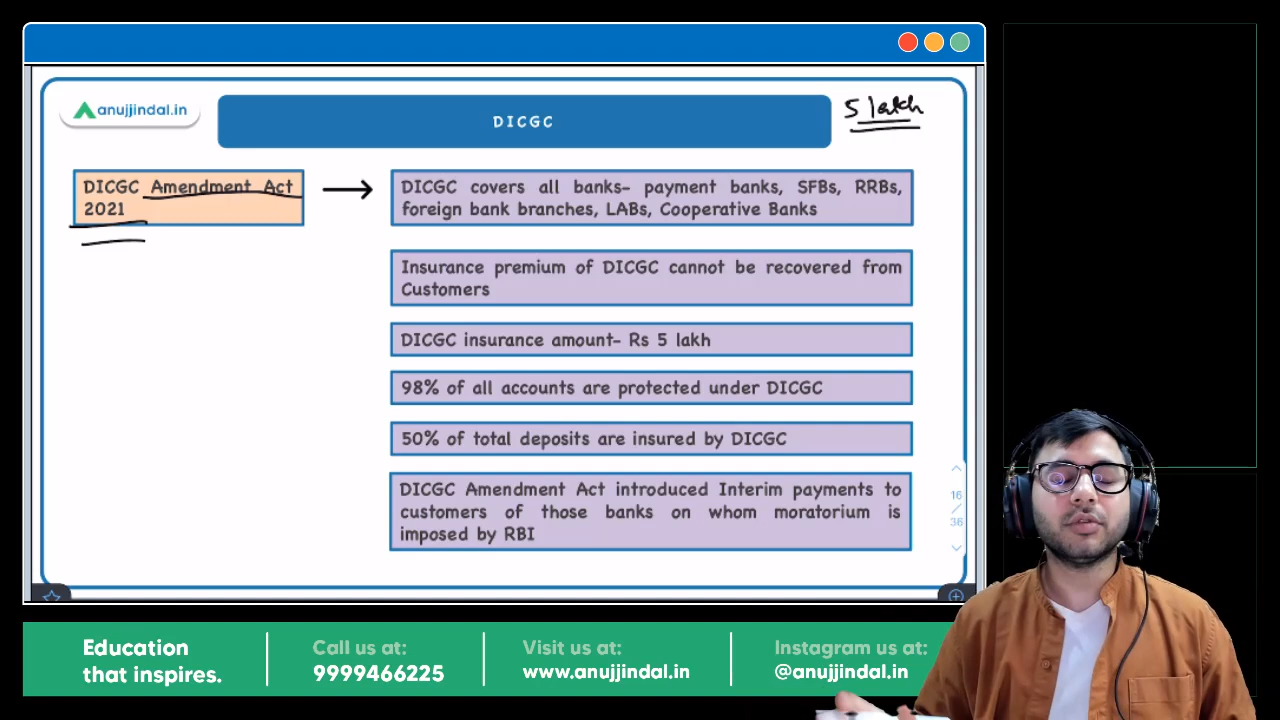 anujjindal.in
DICGC
5 lakh
DICGC Amendment Act
2021
DICGC covers all banks- payment banks, SFBs, RRBs,
foreign bank branches, LABs, Cooperative Banks
Insurance premium of DICGC cannot be recovered from
Customers
DICGC insurance amount- Rs 5 lakh
98% of all accounts are protected under DICGC
50% of total deposits are insured by DICGC
DICGC Amendment Act introduced Interim payments to
customers of those banks on whom moratorium is
imposed by RBI
16
/
36
Education
that inspires.
Call us at:
9999466225
Visit us at:
www.anujjindal.in
Instagram us at:
@anujjindal.in